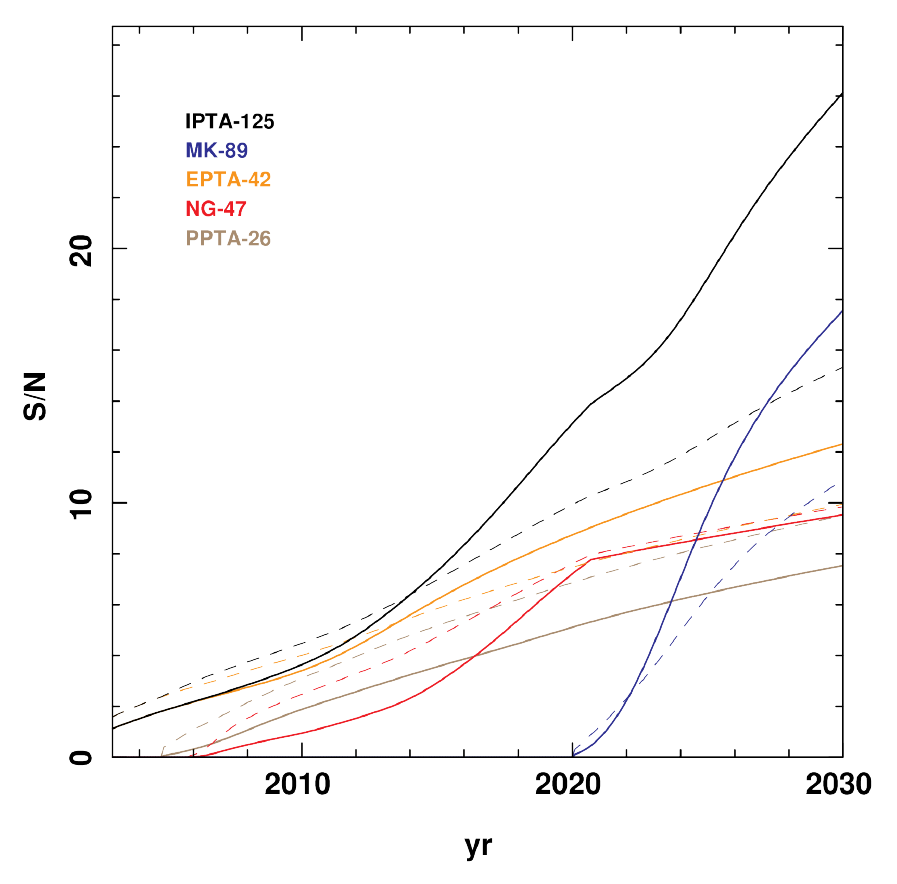 IPTA-125
MK-89
EPTA-42
NG-47
PPTA-26
20
10
0
S/N
2010
2020
2030
yr